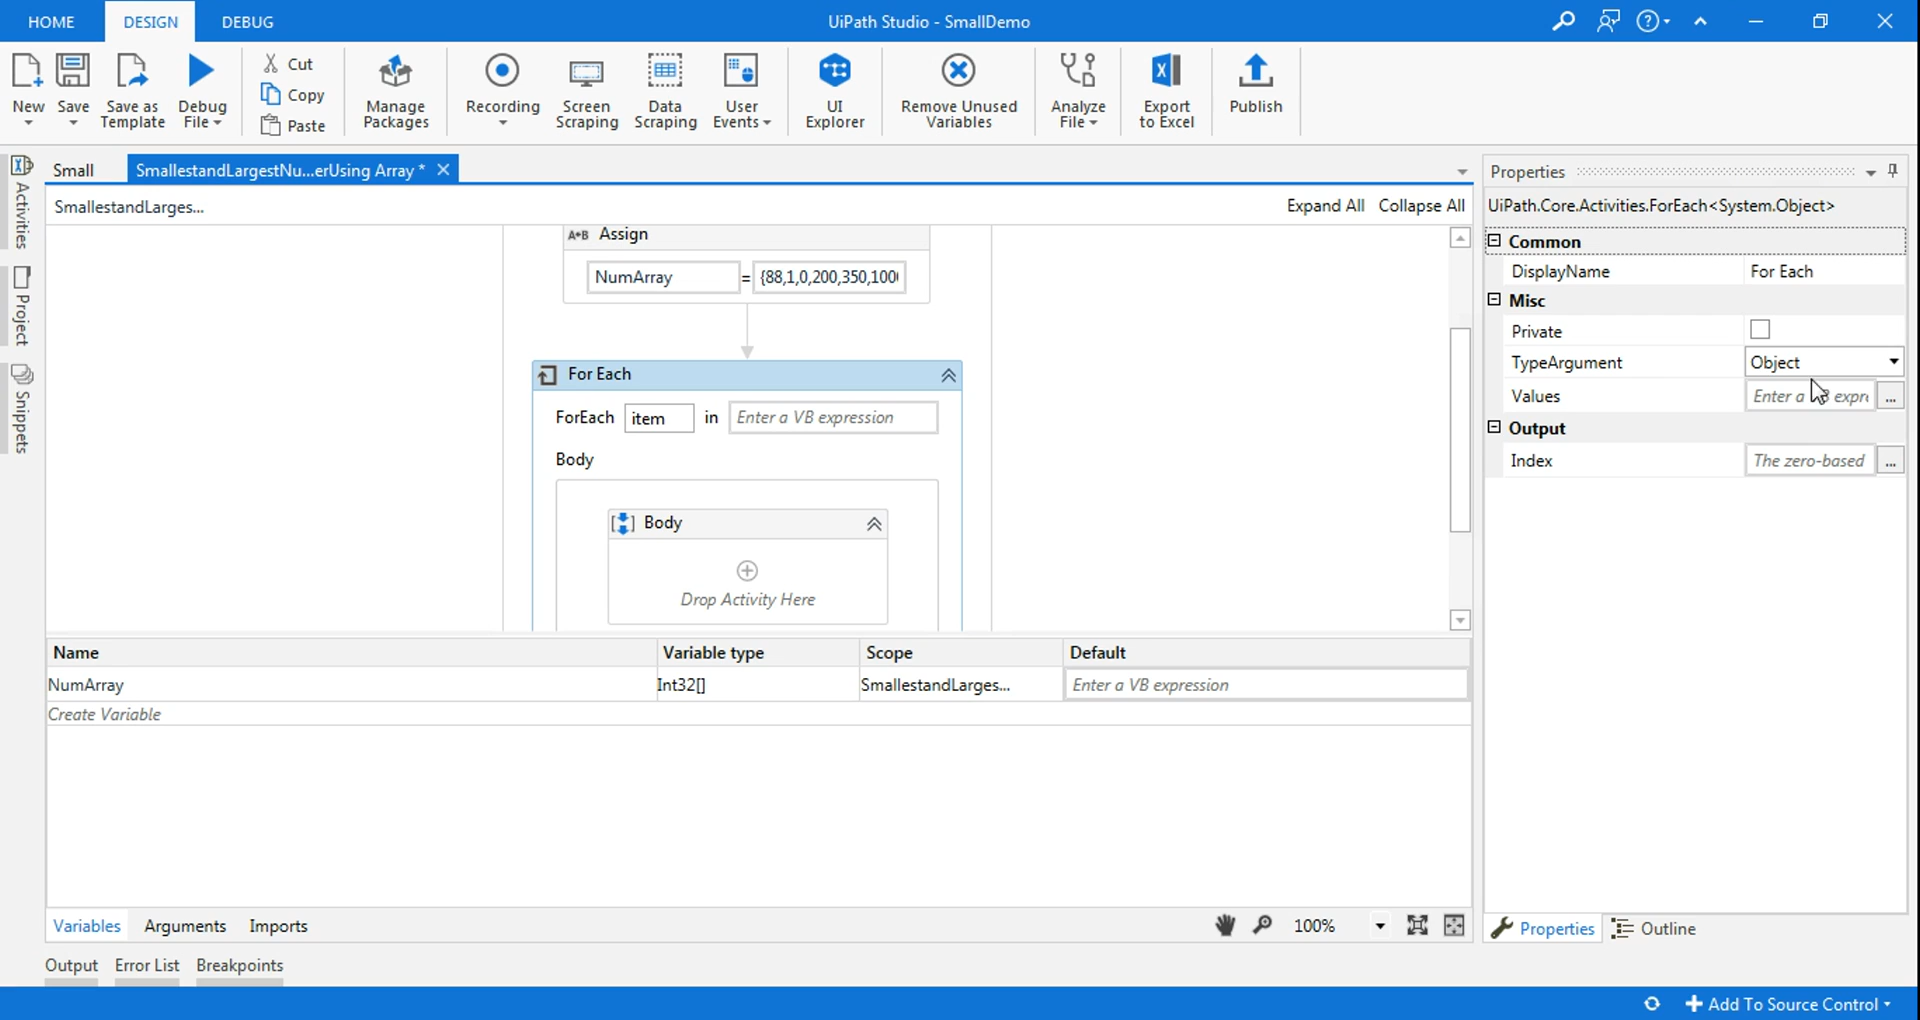 HOME DESIGN DEBUG UiPath Studio - SmallDemo
New Save Save as Template Debug File Cut Copy Paste Manage Packages Recording Screen Scraping Data Scraping User Events UI Explorer Remove Unused Variables Analyze File Export to Excel Publish
Small SmallestandLargestNu...erUsing Array *
SmallestandLarges... Expand All Collapse All
Activities
Project
Snippets
A*B Assign
NumArray = {88,1,0,200,350,100
For Each
ForEach item in Enter a VB expression
Body
Body
Drop Activity Here
Name Variable type Scope Default
NumArray Int32[] SmallestandLarges... Enter a VB expression
Create Variable
Variables Arguments Imports 100%
Output Error List Breakpoints
Properties
UiPath.Core.Activities.ForEach<System.Object>
Common
DisplayName For Each
Misc
Private
TypeArgument Object
Values Enter a VB expre ...
Output
Index The zero-based ...
Properties Outline
Add To Source Control